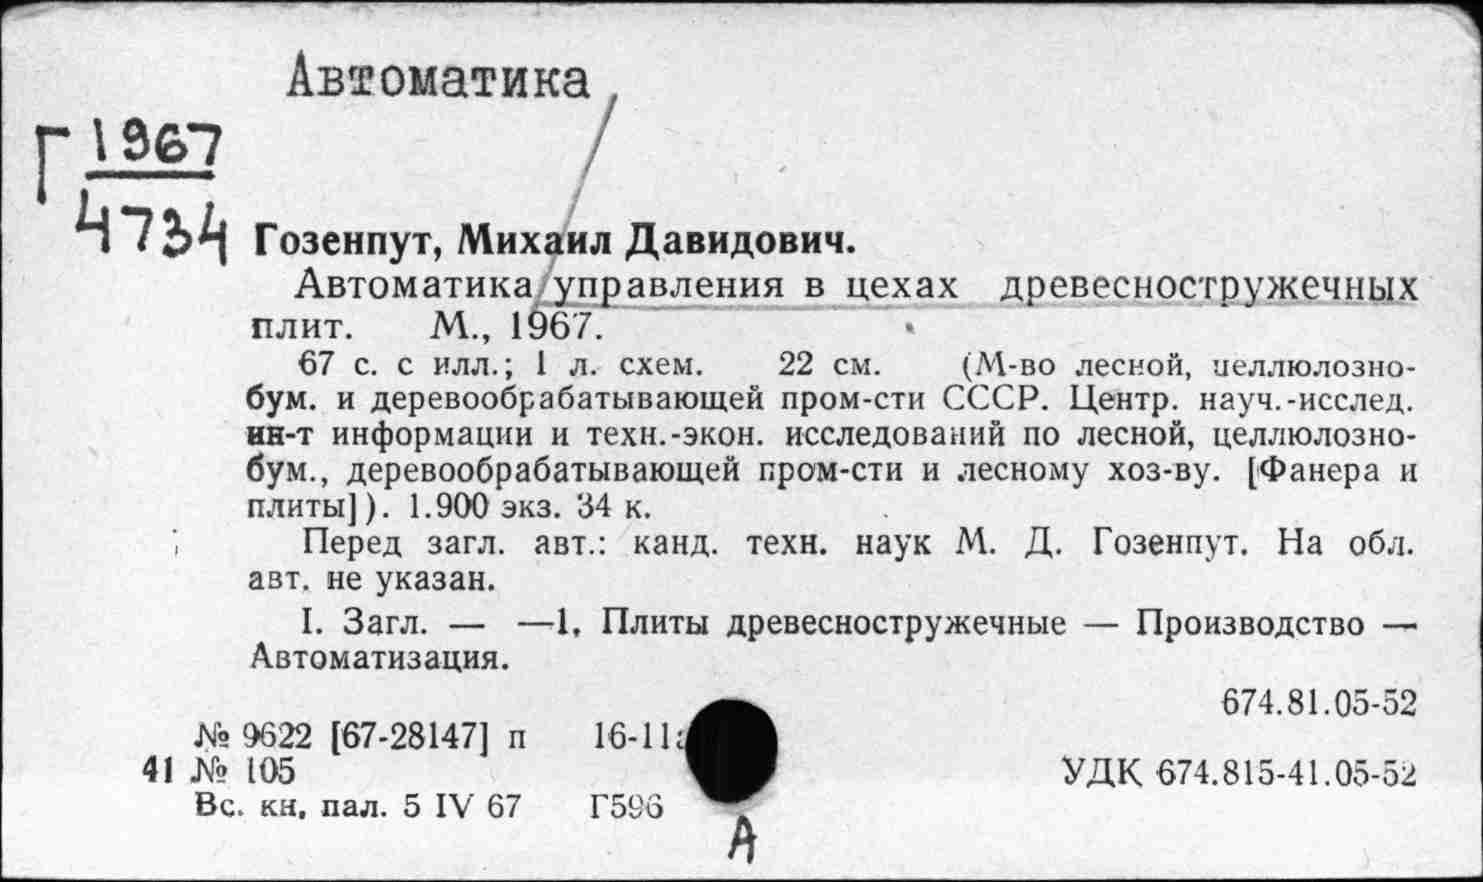 Автоматика
Г 1967
4734
Гозенпут, Михаил Давидович.
Автоматика управления в цехах древесностружечных
плит. М., 1967.
67 с. с илл.; 1 л. схем. 22 см. (М-во лесной, целлюлозно-
бум. и деревообрабатывающей пром-сти СССР. Центр. науч.-исслед.
ин-т информации и техн.-экон. исследований по лесной, целлюлозно-
бум., деревообрабатывающей пром-сти и лесному хоз-ву. [Фанера и
плиты]). 1.900 экз. 34 к.
Перед загл. авт.: канд. техн. наук М. Д. Гозенпут. На обл.
авт. не указан.
I. Загл. — —1. Плиты древесностружечные — Производство —
Автоматизация.
674.81.05-52
№ 9622 [67-28147] п 16-11
41 № 105 УДК 674.815-41.05-52
Вс. кн. пал. 5 IV 67 Г596
А